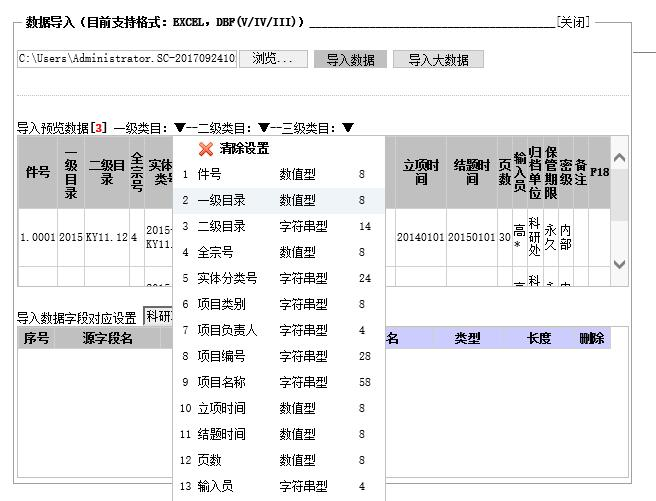 数据导入（目前支持格式：EXCEL，DBF(V/IV/III)） [关闭]
C:\Users\Administrator.SC-2017092410 浏览... 导入数据 导入大数据
导入预览数据[3] 一级类目：▼--二级类目：▼--三级类目：▼
件号 一级目录 二级目录 全宗号 立项时间 结题时间 页数 输入员 归档单位 保管期限 密级 备注 F18
1.0001 2015 KY11.12 4 KY11. 20140101 20150101 30 高* 科研处 永久 内部
清除设置
1 件号 数值型 8
2 一级目录 数值型 8
3 二级目录 字符串型 14
4 全宗号 数值型 8
5 实体分类号 字符串型 24
6 项目类别 字符串型 8
7 项目负责人 字符串型 4
8 项目编号 字符串型 28
9 项目名称 字符串型 58
10 立项时间 数值型 8
11 结题时间 数值型 8
12 页数 数值型 8
13 输入员 字符串型 4
导入数据字段对应设置 科研
序号 源字段名 名 类型 长度 删除